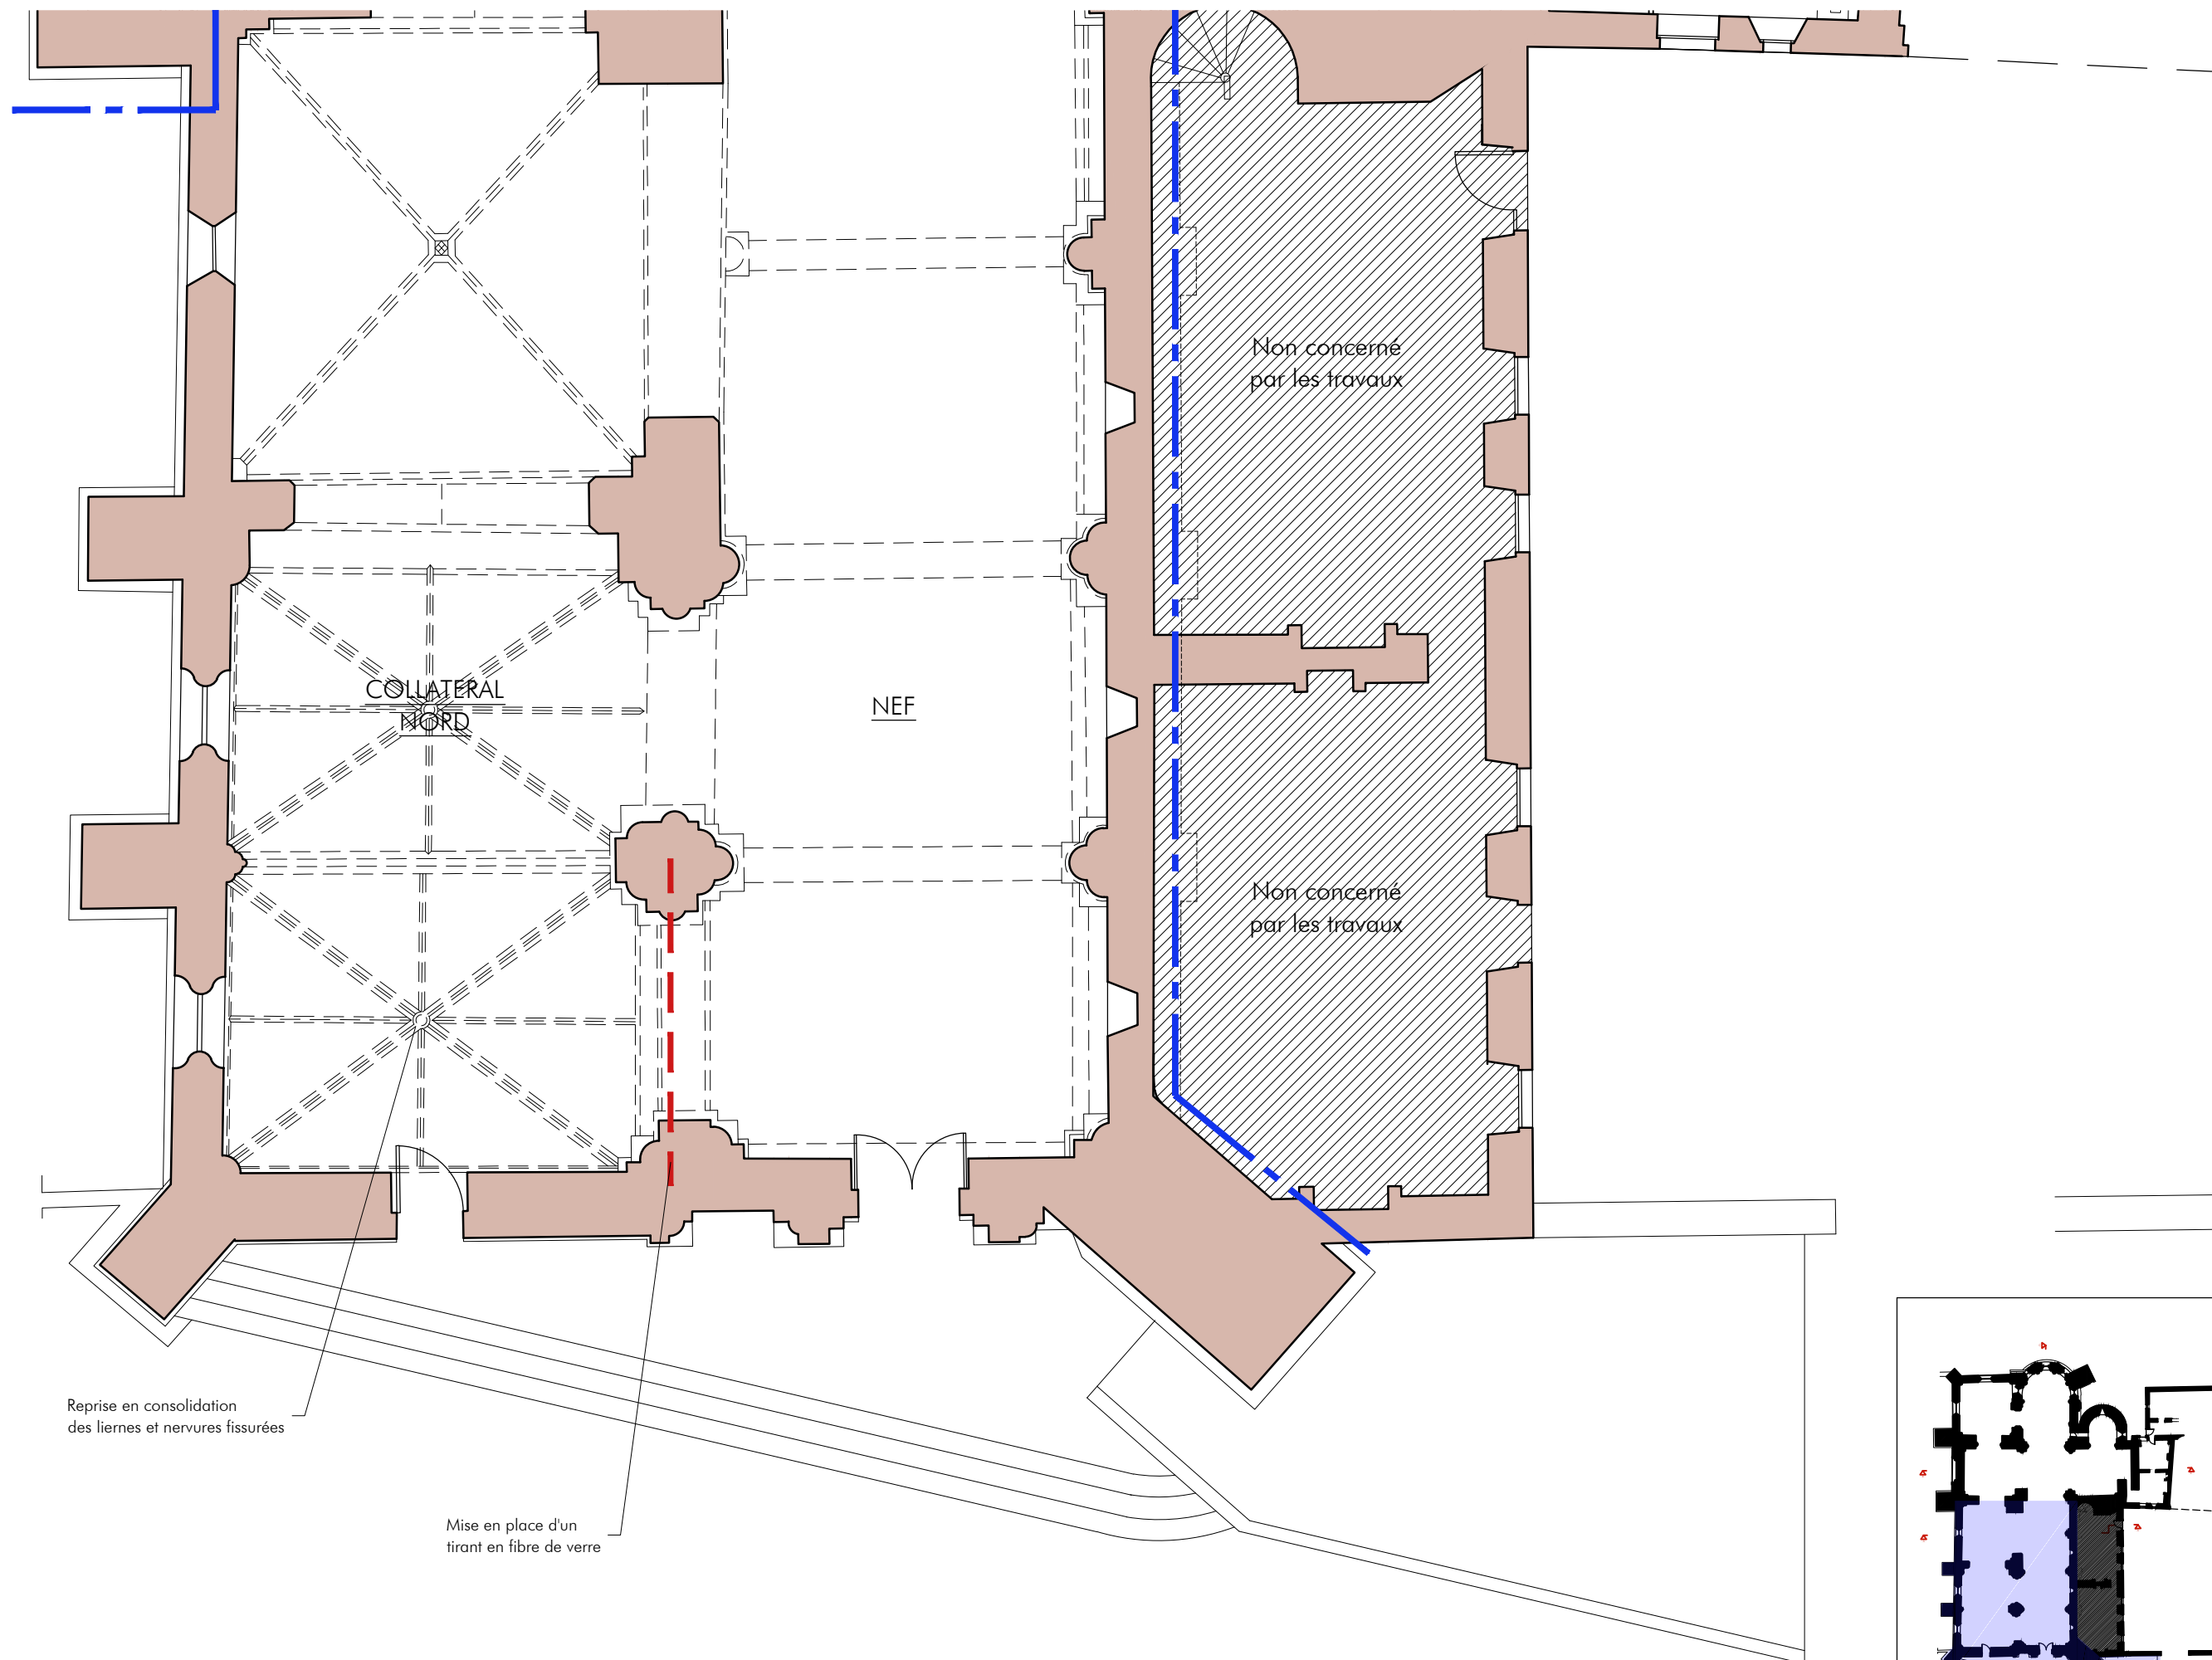 Non concerné
par les travaux
COLLATERAL
NORD
NEF
Non concerné
par les travaux
Reprise en consolidation
des liernes et nervures fissurées
Mise en place d'un
tirant en fibre de verre